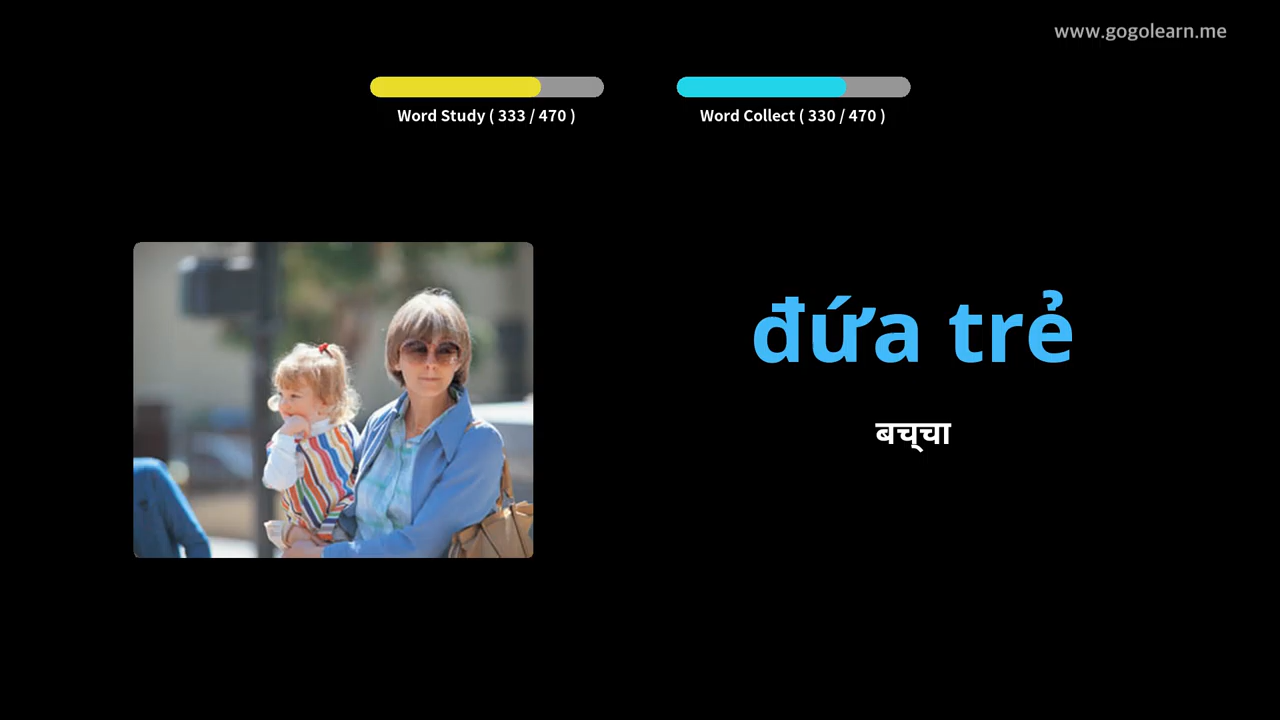 www.gogolearn.me
Word Study ( 333 / 470 )
Word Collect ( 330 / 470 )
đứa trẻ
बच्चा